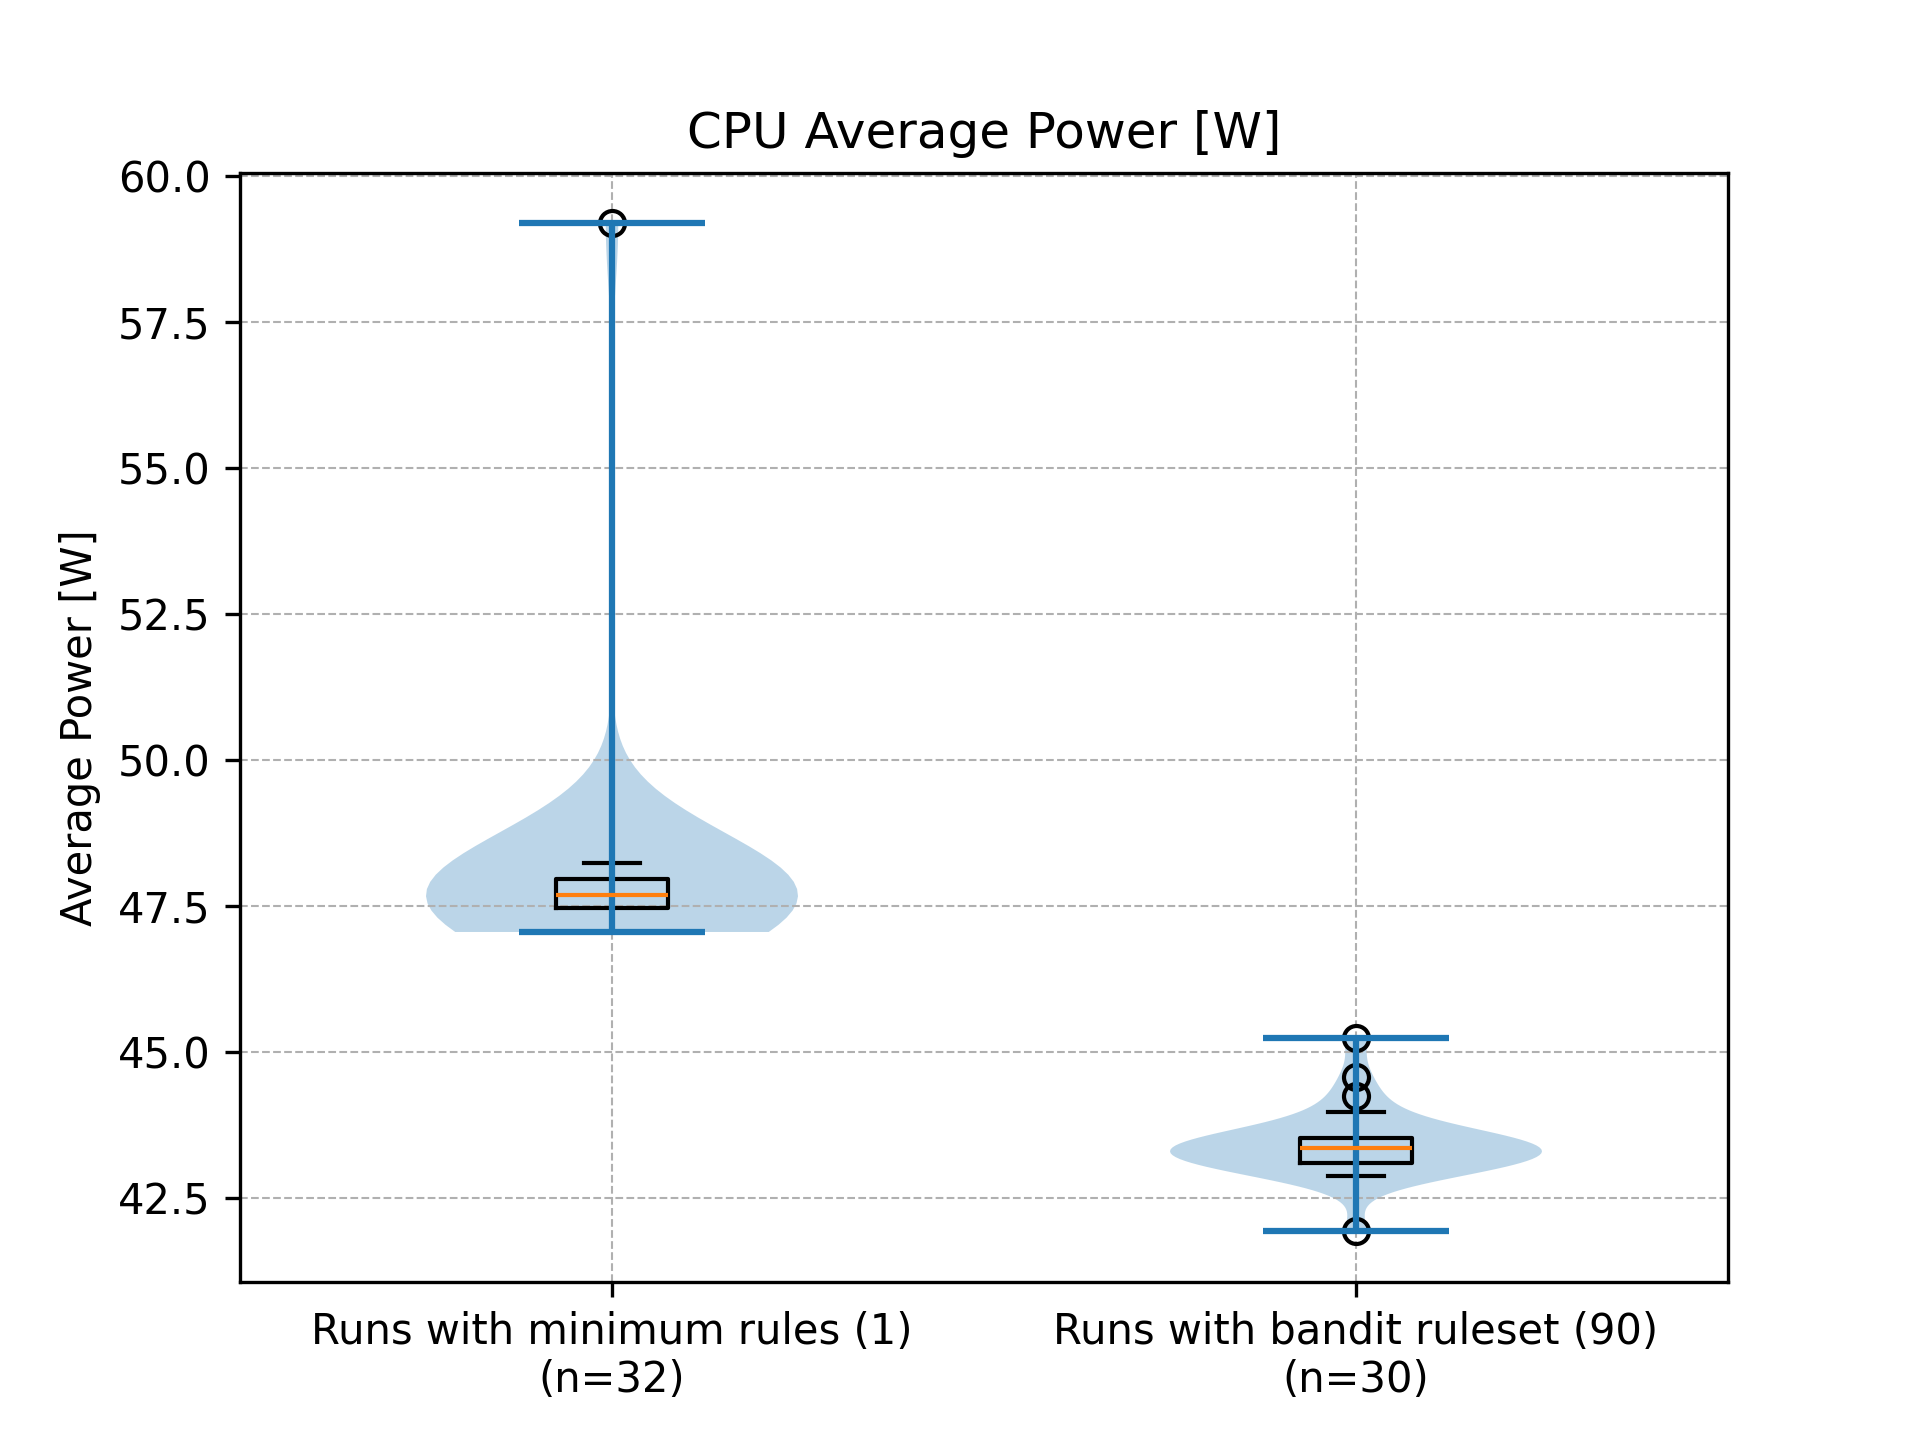 CPU Average Power [W]
Average Power [W]
60.0
57.5
55.0
52.5
50.0
47.5
45.0
42.5
Runs with minimum rules (1)
(n=32)
Runs with bandit ruleset (90)
(n=30)